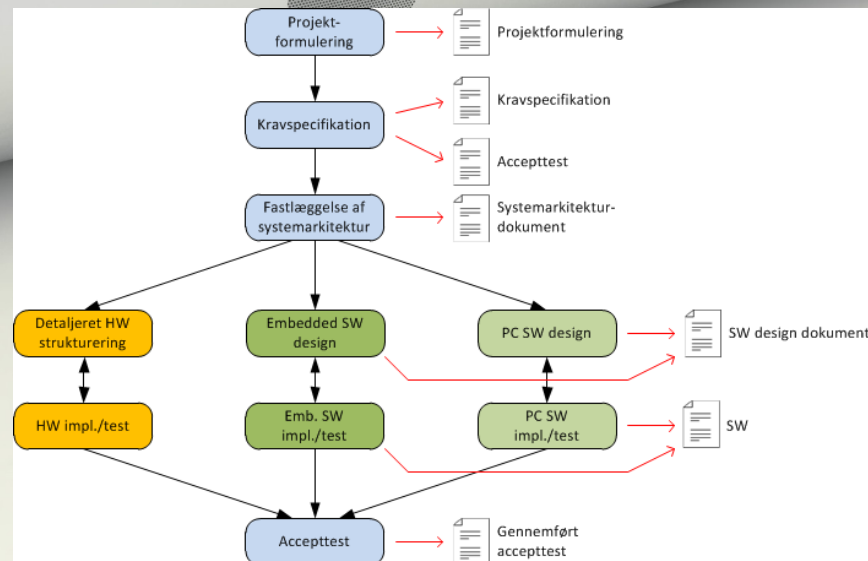 Projekt-
formulering
Projektformulering
Kravspecifikation
Kravspecifikation
Accepttest
Fastlæggelse af
systemarkitektur
Systemarkitektur-
dokument
Detaljeret HW
strukturering
Embedded SW
design
PC SW design
SW design dokument
HW impl./test
Emb. SW
impl./test
PC SW
impl./test
SW
Accepttest
Gennemført
accepttest